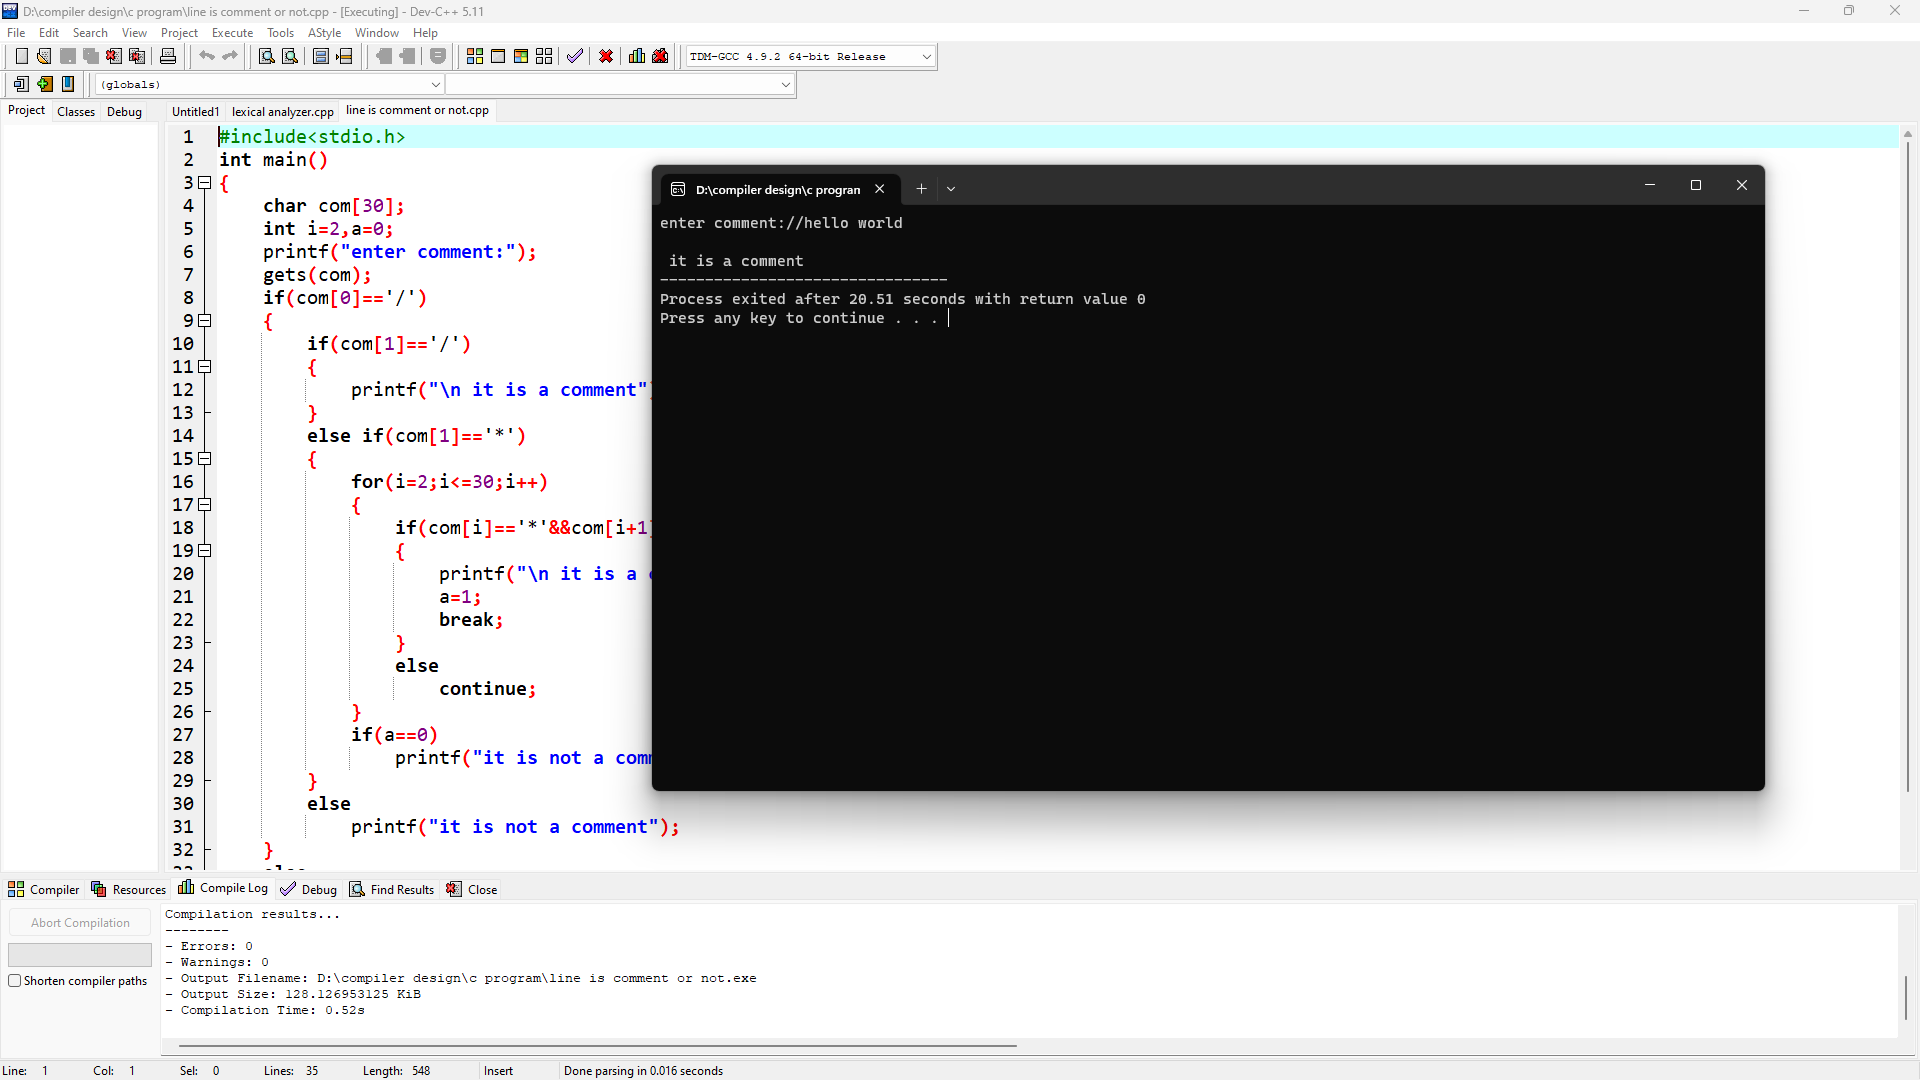 D:\compiler design\c program\line is comment or not.cpp - [Executing] - Dev-C++ 5.11
File Edit Search View Project Execute Tools AStyle Window Help
TDM-GCC 4.9.2 64-bit Release
(globals)
Project Classes Debug Untitled1 lexical analyzer.cpp line is comment or not.cpp
1 #include<stdio.h>
2 int main()
3 {
4 char com[30];
5 int i=2,a=0;
6 printf("enter comment:");
7 gets(com);
8 if(com[0]=='/')
9 {
10 if(com[1]=='/')
11 {
12 printf("\n it is a comment"
13 }
14 else if(com[1]=='*')
15 {
16 for(i=2;i<=30;i++)
17 {
18 if(com[i]=='*'&&com[i+1
19 {
20 printf("\n it is a
21 a=1;
22 break;
23 }
24 else
25 continue;
26 }
27 if(a==0)
28 printf("it is not a com
29 }
30 else
31 printf("it is not a comment");
32 }
D:\compiler design\c progran
enter comment://hello world
it is a comment
--------------------------------
Process exited after 20.51 seconds with return value 0
Press any key to continue . . .
Compiler Resources Compile Log Debug Find Results Close
Abort Compilation
Shorten compiler paths
Compilation results...
--------
- Errors: 0
- Warnings: 0
- Output Filename: D:\compiler design\c program\line is comment or not.exe
- Output Size: 128.126953125 KiB
- Compilation Time: 0.52s
Line: 1 Col: 1 Sel: 0 Lines: 35 Length: 548 Insert Done parsing in 0.016 seconds